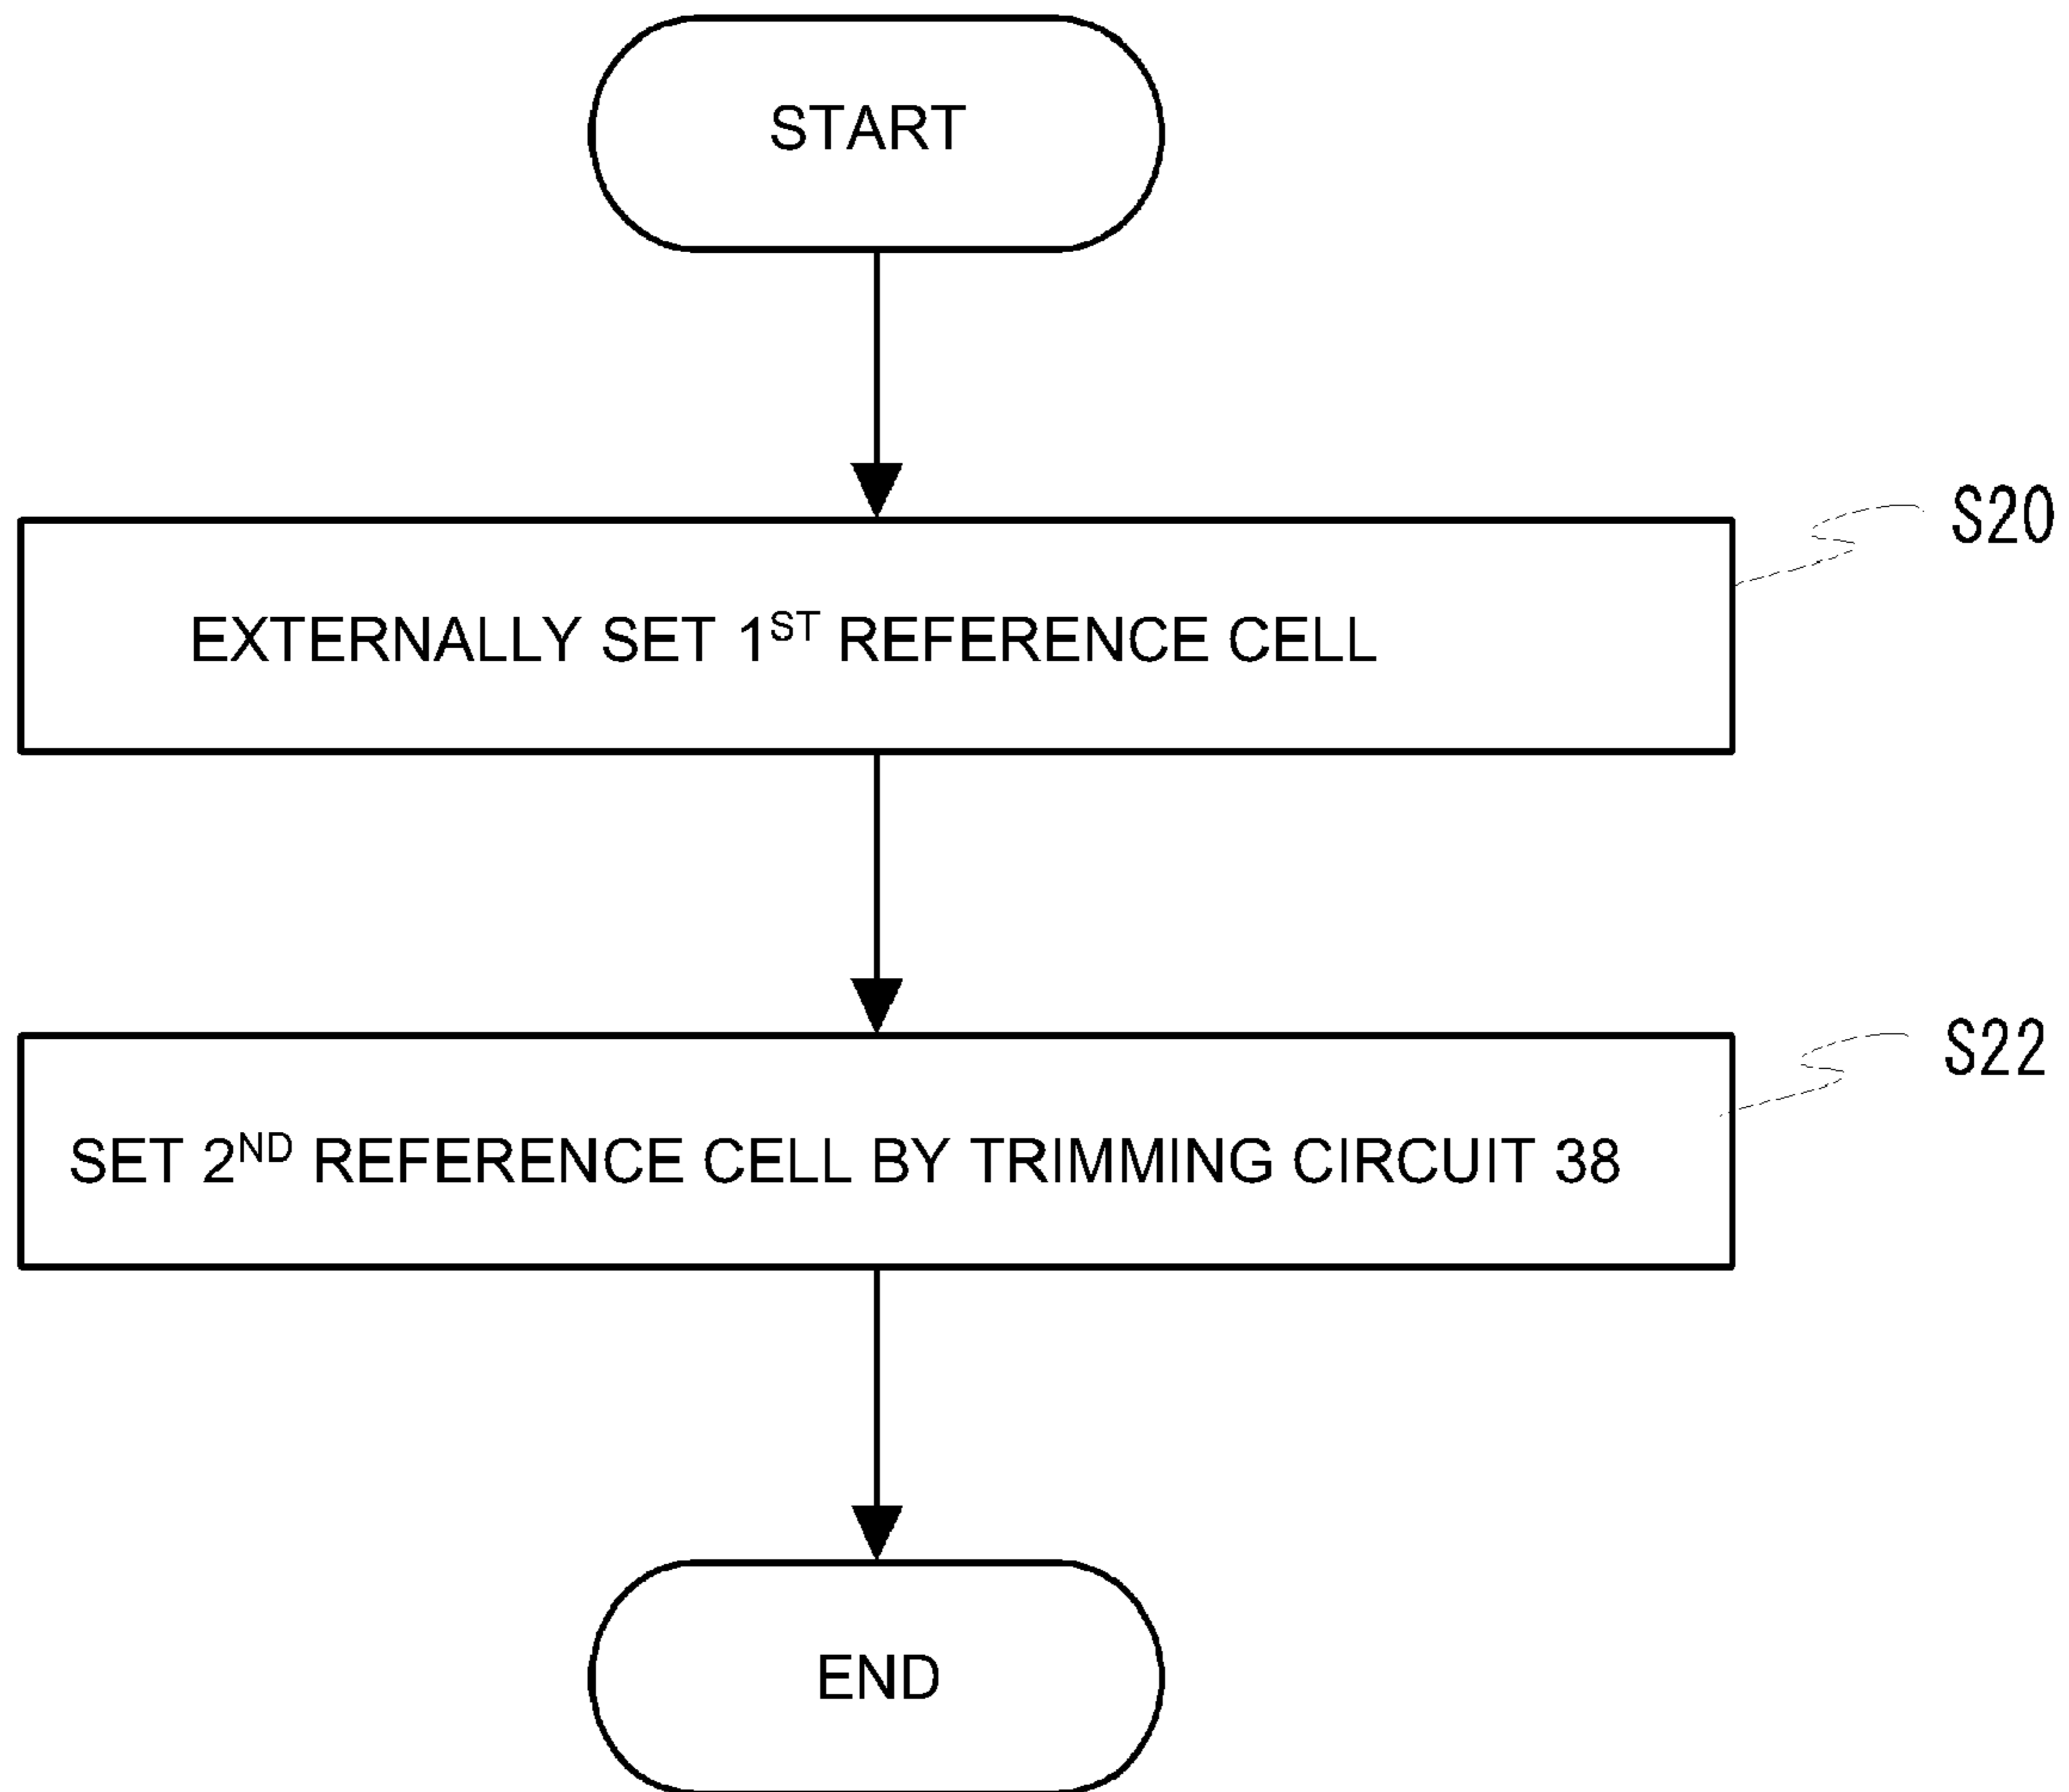 START
S20
EXTERNALLY SET 1ST REFERENCE CELL
S22
SET 2ND REFERENCE CELL BY TRIMMING CIRCUIT 38
END